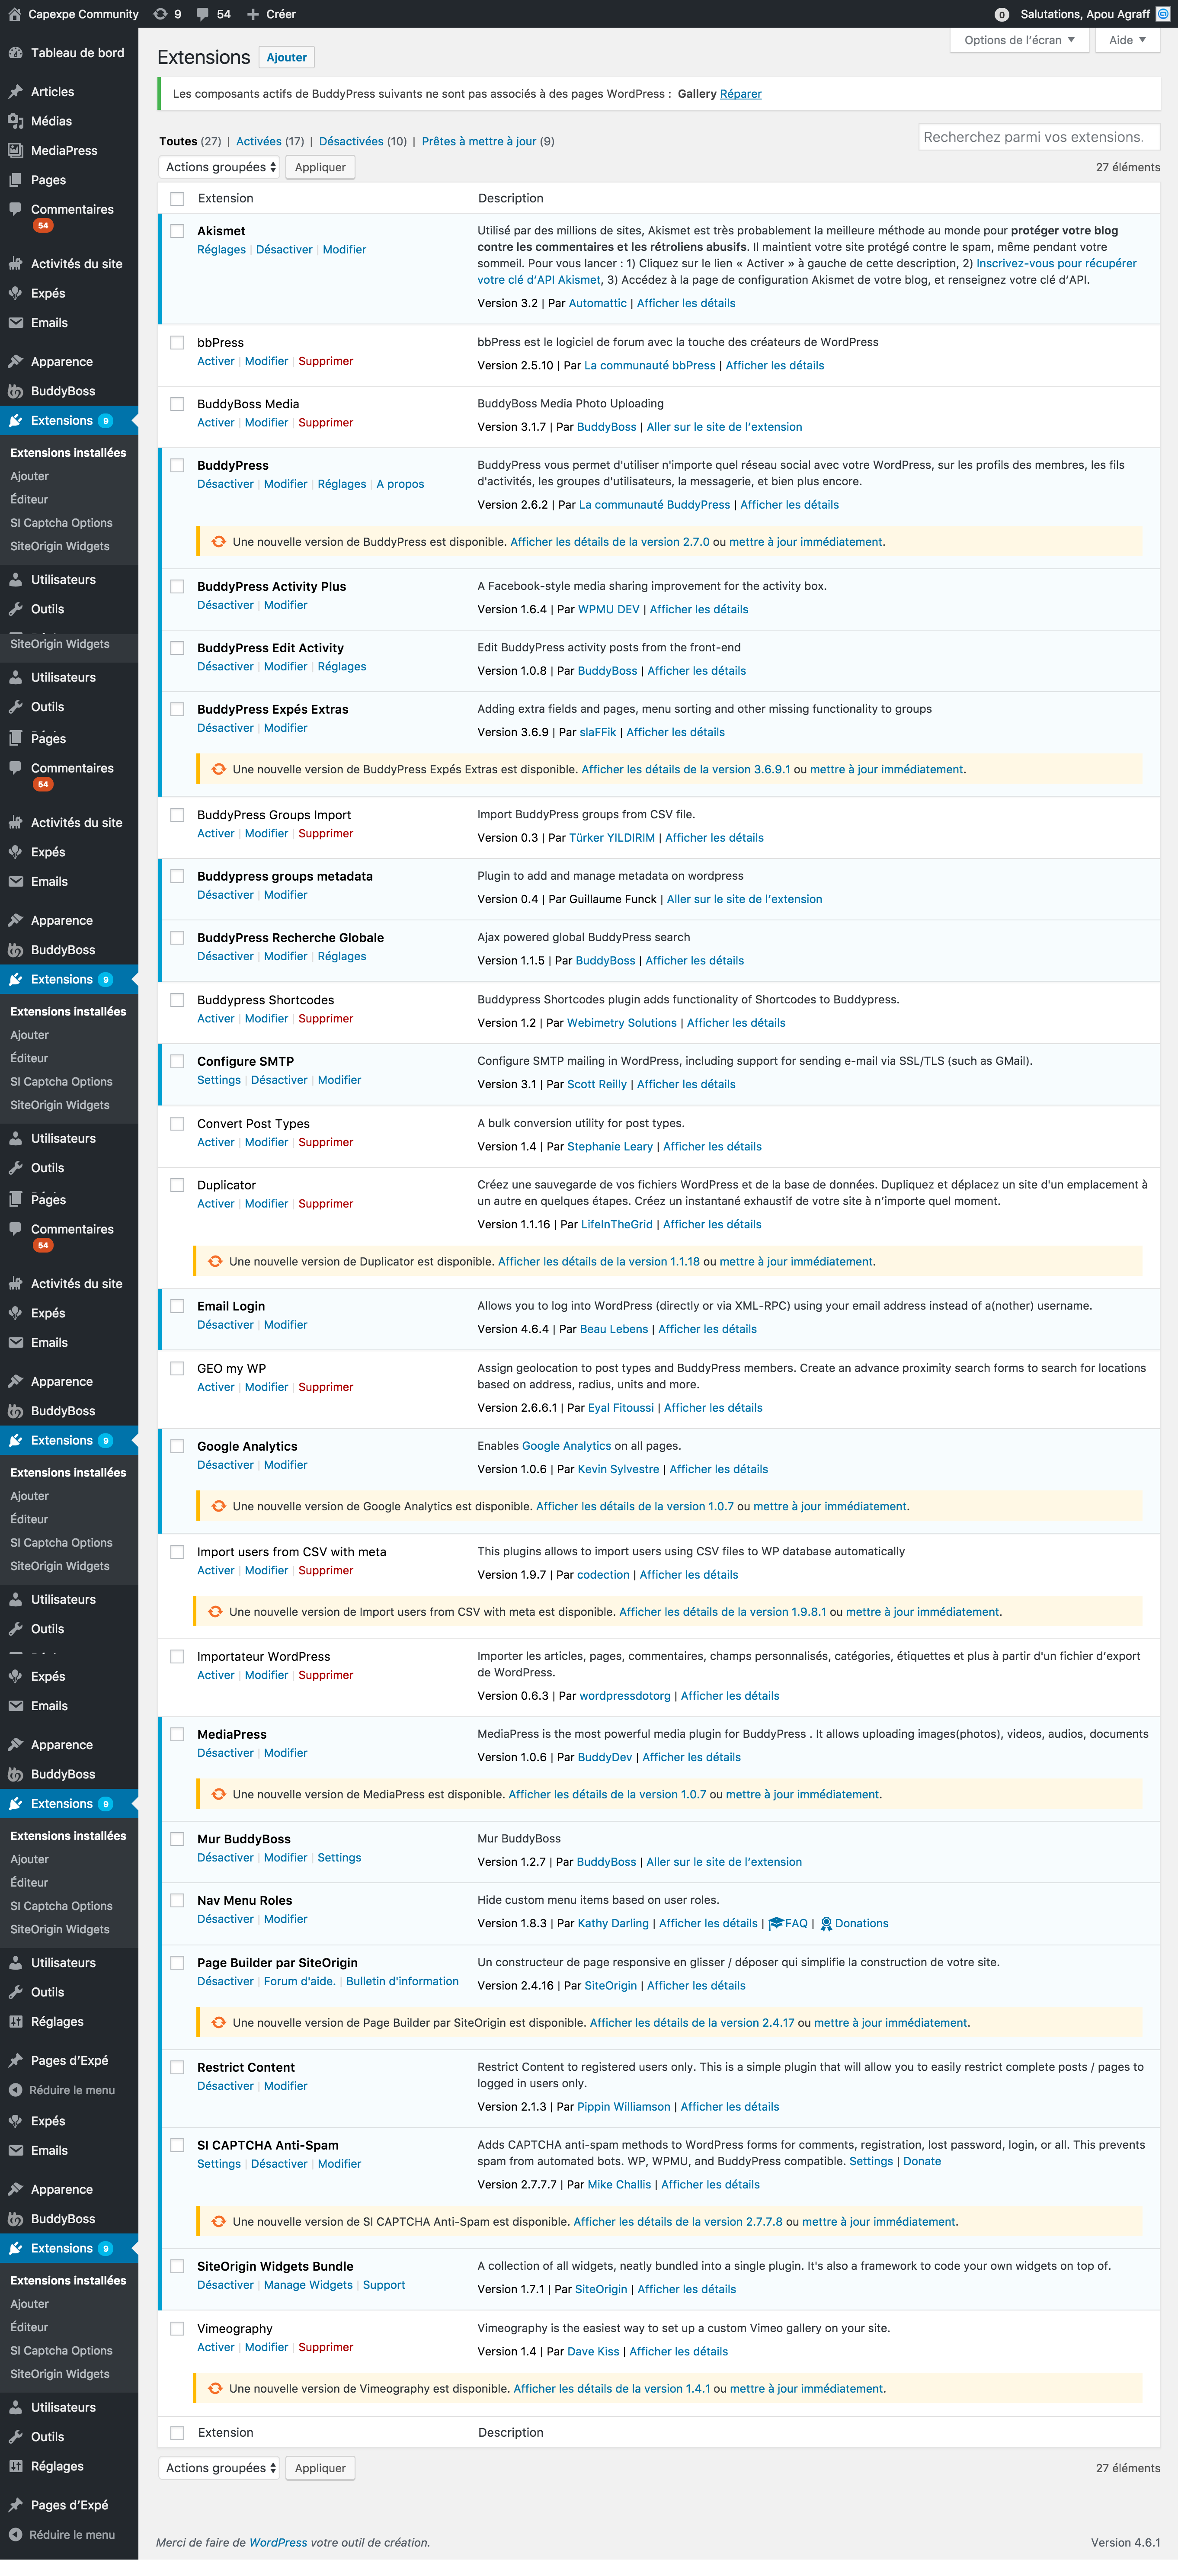 Capexpe Community 9 54 Créer 0 Salutations, Apou Agraff
Options de l'écran Aide
Tableau de bord
Articles
Médias
MediaPress
Pages
Commentaires
54
Activités du site
Expés
Emails
Apparence
BuddyBoss
Extensions 9
Extensions installées
Ajouter
Éditeur
SI Captcha Options
SiteOrigin Widgets
Utilisateurs
Outils
SiteOrigin Widgets
Utilisateurs
Outils
Pages
Commentaires
54
Activités du site
Expés
Emails
Apparence
BuddyBoss
Extensions 9
Extensions installées
Ajouter
Éditeur
SI Captcha Options
SiteOrigin Widgets
Utilisateurs
Outils
Pages
Commentaires
54
Activités du site
Expés
Emails
Apparence
BuddyBoss
Extensions 9
Extensions installées
Ajouter
Éditeur
SI Captcha Options
SiteOrigin Widgets
Utilisateurs
Outils
Expés
Emails
Apparence
BuddyBoss
Extensions 9
Extensions installées
Ajouter
Éditeur
SI Captcha Options
SiteOrigin Widgets
Utilisateurs
Outils
Réglages
Pages d'Expé
Réduire le menu
Expés
Emails
Apparence
BuddyBoss
Extensions 9
Extensions installées
Ajouter
Éditeur
SI Captcha Options
SiteOrigin Widgets
Utilisateurs
Outils
Réglages
Pages d'Expé
Réduire le menu
Extensions Ajouter
Les composants actifs de BuddyPress suivants ne sont pas associés à des pages WordPress : Gallery Réparer
Toutes (27) | Activées (17) | Désactivées (10) | Prêtes à mettre à jour (9)
Recherchez parmi vos extensions.
Actions groupées Appliquer 27 éléments
Extension Description
Akismet
Réglages | Désactiver | Modifier
Utilisé par des millions de sites, Akismet est très probablement la meilleure méthode au monde pour protéger votre blog
contre les commentaires et les rétroliens abusifs. Il maintient votre site protégé contre le spam, même pendant votre
sommeil. Pour vous lancer : 1) Cliquez sur le lien « Activer » à gauche de cette description, 2) Inscrivez-vous pour récupérer
votre clé d'API Akismet, 3) Accédez à la page de configuration Akismet de votre blog, et renseignez votre clé d'API.
Version 3.2 | Par Automattic | Afficher les détails
bbPress
Activer | Modifier | Supprimer
bbPress est le logiciel de forum avec la touche des créateurs de WordPress
Version 2.5.10 | Par La communauté bbPress | Afficher les détails
BuddyBoss Media
Activer | Modifier | Supprimer
BuddyBoss Media Photo Uploading
Version 3.1.7 | Par BuddyBoss | Aller sur le site de l'extension
BuddyPress
Désactiver | Modifier | Réglages | A propos
BuddyPress vous permet d'utiliser n'importe quel réseau social avec votre WordPress, sur les profils des membres, les fils
d'activités, les groupes d'utilisateurs, la messagerie, et bien plus encore.
Version 2.6.2 | Par La communauté BuddyPress | Afficher les détails
Une nouvelle version de BuddyPress est disponible. Afficher les détails de la version 2.7.0 ou mettre à jour immédiatement.
BuddyPress Activity Plus
Désactiver | Modifier
A Facebook-style media sharing improvement for the activity box.
Version 1.6.4 | Par WPMU DEV | Afficher les détails
BuddyPress Edit Activity
Désactiver | Modifier | Réglages
Edit BuddyPress activity posts from the front-end
Version 1.0.8 | Par BuddyBoss | Afficher les détails
BuddyPress Expés Extras
Désactiver | Modifier
Adding extra fields and pages, menu sorting and other missing functionality to groups
Version 3.6.9 | Par slaFFik | Afficher les détails
Une nouvelle version de BuddyPress Expés Extras est disponible. Afficher les détails de la version 3.6.9.1 ou mettre à jour immédiatement.
BuddyPress Groups Import
Activer | Modifier | Supprimer
Import BuddyPress groups from CSV file.
Version 0.3 | Par Türker YILDIRIM | Afficher les détails
Buddypress groups metadata
Désactiver | Modifier
Plugin to add and manage metadata on wordpress
Version 0.4 | Par Guillaume Funck | Aller sur le site de l'extension
BuddyPress Recherche Globale
Désactiver | Modifier | Réglages
Ajax powered global BuddyPress search
Version 1.1.5 | Par BuddyBoss | Afficher les détails
Buddypress Shortcodes
Activer | Modifier | Supprimer
Buddypress Shortcodes plugin adds functionality of Shortcodes to Buddypress.
Version 1.2 | Par Webimetry Solutions | Afficher les détails
Configure SMTP
Settings | Désactiver | Modifier
Configure SMTP mailing in WordPress, including support for sending e-mail via SSL/TLS (such as GMail).
Version 3.1 | Par Scott Reilly | Afficher les détails
Convert Post Types
Activer | Modifier | Supprimer
A bulk conversion utility for post types.
Version 1.4 | Par Stephanie Leary | Afficher les détails
Duplicator
Activer | Modifier | Supprimer
Créez une sauvegarde de vos fichiers WordPress et de la base de données. Dupliquez et déplacez un site d'un emplacement à
un autre en quelques étapes. Créez un instantané exhaustif de votre site à n'importe quel moment.
Version 1.1.16 | Par LifeInTheGrid | Afficher les détails
Une nouvelle version de Duplicator est disponible. Afficher les détails de la version 1.1.18 ou mettre à jour immédiatement.
Email Login
Désactiver | Modifier
Allows you to log into WordPress (directly or via XML-RPC) using your email address instead of a(nother) username.
Version 4.6.4 | Par Beau Lebens | Afficher les détails
GEO my WP
Activer | Modifier | Supprimer
Assign geolocation to post types and BuddyPress members. Create an advance proximity search forms to search for locations
based on address, radius, units and more.
Version 2.6.6.1 | Par Eyal Fitoussi | Afficher les détails
Google Analytics
Désactiver | Modifier
Enables Google Analytics on all pages.
Version 1.0.6 | Par Kevin Sylvestre | Afficher les détails
Une nouvelle version de Google Analytics est disponible. Afficher les détails de la version 1.0.7 ou mettre à jour immédiatement.
Import users from CSV with meta
Activer | Modifier | Supprimer
This plugins allows to import users using CSV files to WP database automatically
Version 1.9.7 | Par codection | Afficher les détails
Une nouvelle version de Import users from CSV with meta est disponible. Afficher les détails de la version 1.9.8.1 ou mettre à jour immédiatement.
Importateur WordPress
Activer | Modifier | Supprimer
Importer les articles, pages, commentaires, champs personnalisés, catégories, étiquettes et plus à partir d'un fichier d'export
de WordPress.
Version 0.6.3 | Par wordpressdotorg | Afficher les détails
MediaPress
Désactiver | Modifier
MediaPress is the most powerful media plugin for BuddyPress . It allows uploading images(photos), videos, audios, documents
Version 1.0.6 | Par BuddyDev | Afficher les détails
Une nouvelle version de MediaPress est disponible. Afficher les détails de la version 1.0.7 ou mettre à jour immédiatement.
Mur BuddyBoss
Désactiver | Modifier | Settings
Mur BuddyBoss
Version 1.2.7 | Par BuddyBoss | Aller sur le site de l'extension
Nav Menu Roles
Désactiver | Modifier
Hide custom menu items based on user roles.
Version 1.8.3 | Par Kathy Darling | Afficher les détails | FAQ | Donations
Page Builder par SiteOrigin
Désactiver | Forum d'aide. | Bulletin d'information
Un constructeur de page responsive en glisser / déposer qui simplifie la construction de votre site.
Version 2.4.16 | Par SiteOrigin | Afficher les détails
Une nouvelle version de Page Builder par SiteOrigin est disponible. Afficher les détails de la version 2.4.17 ou mettre à jour immédiatement.
Restrict Content
Désactiver | Modifier
Restrict Content to registered users only. This is a simple plugin that will allow you to easily restrict complete posts / pages to
logged in users only.
Version 2.1.3 | Par Pippin Williamson | Afficher les détails
SI CAPTCHA Anti-Spam
Settings | Désactiver | Modifier
Adds CAPTCHA anti-spam methods to WordPress forms for comments, registration, lost password, login, or all. This prevents
spam from automated bots. WP, WPMU, and BuddyPress compatible. Settings | Donate
Version 2.7.7.7 | Par Mike Challis | Afficher les détails
Une nouvelle version de SI CAPTCHA Anti-Spam est disponible. Afficher les détails de la version 2.7.7.8 ou mettre à jour immédiatement.
SiteOrigin Widgets Bundle
Désactiver | Manage Widgets | Support
A collection of all widgets, neatly bundled into a single plugin. It's also a framework to code your own widgets on top of.
Version 1.7.1 | Par SiteOrigin | Afficher les détails
Vimeography
Activer | Modifier | Supprimer
Vimeography is the easiest way to set up a custom Vimeo gallery on your site.
Version 1.4 | Par Dave Kiss | Afficher les détails
Une nouvelle version de Vimeography est disponible. Afficher les détails de la version 1.4.1 ou mettre à jour immédiatement.
Extension Description
Actions groupées Appliquer 27 éléments
Merci de faire de WordPress votre outil de création. Version 4.6.1